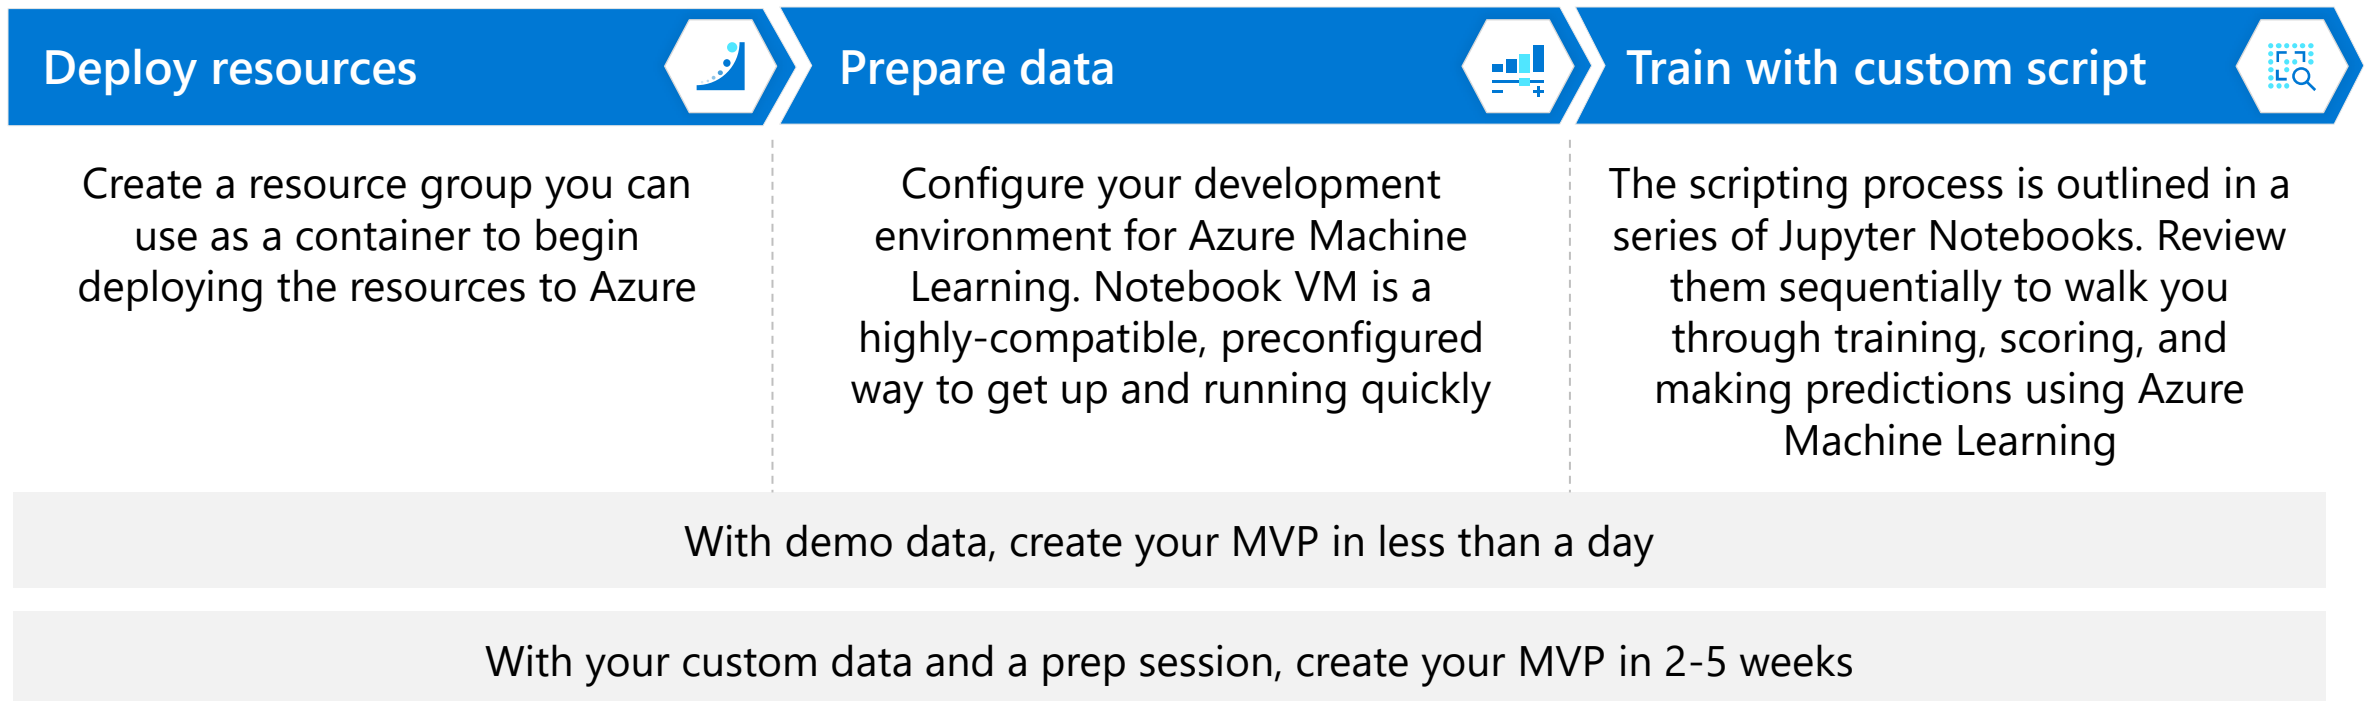 Deploy resources
Create a resource group you can
use as a container to begin
deploying the resources to Azure
Prepare data
Configure your development
environment for Azure Machine
Learning. Notebook VM is a
highly-compatible, preconfigured
way to get up and running quickly
Train with custom script
The scripting process is outlined in a
series of Jupyter Notebooks. Review
them sequentially to walk you
through training, scoring, and
making predictions using Azure
Machine Learning
With demo data, create your MVP in less than a day
With your custom data and a prep session, create your MVP in 2-5 weeks